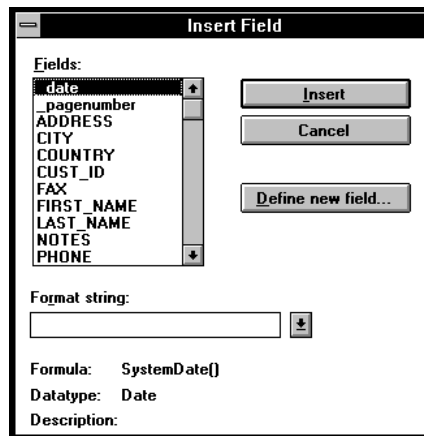 Insert Field
Fields:
_date
_pagenumber
ADDRESS
CITY
COUNTRY
CUST_ID
FAX
FIRST_NAME
LAST_NAME
NOTES
PHONE
Insert
Cancel
Define new field...
Format string:
Formula: SystemDate()
Datatype: Date
Description: